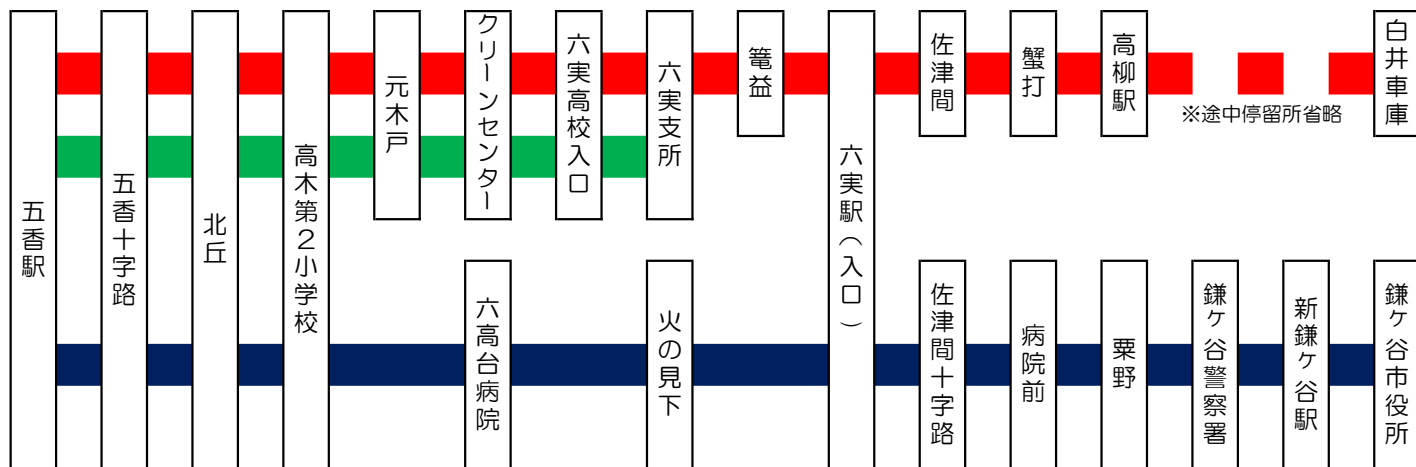 五香駅
五香十字路
北丘
高木第2小学校
元木戸
クリーンセンター
六実高校入口
六実支所
篭益
六実駅（入口）
佐津間
蟹打
高柳駅
※途中停留所省略
白井車庫
六高台病院
火の見下
佐津間十字路
病院前
粟野
鎌ケ谷警察署
新鎌ケ谷駅
鎌ケ谷市役所